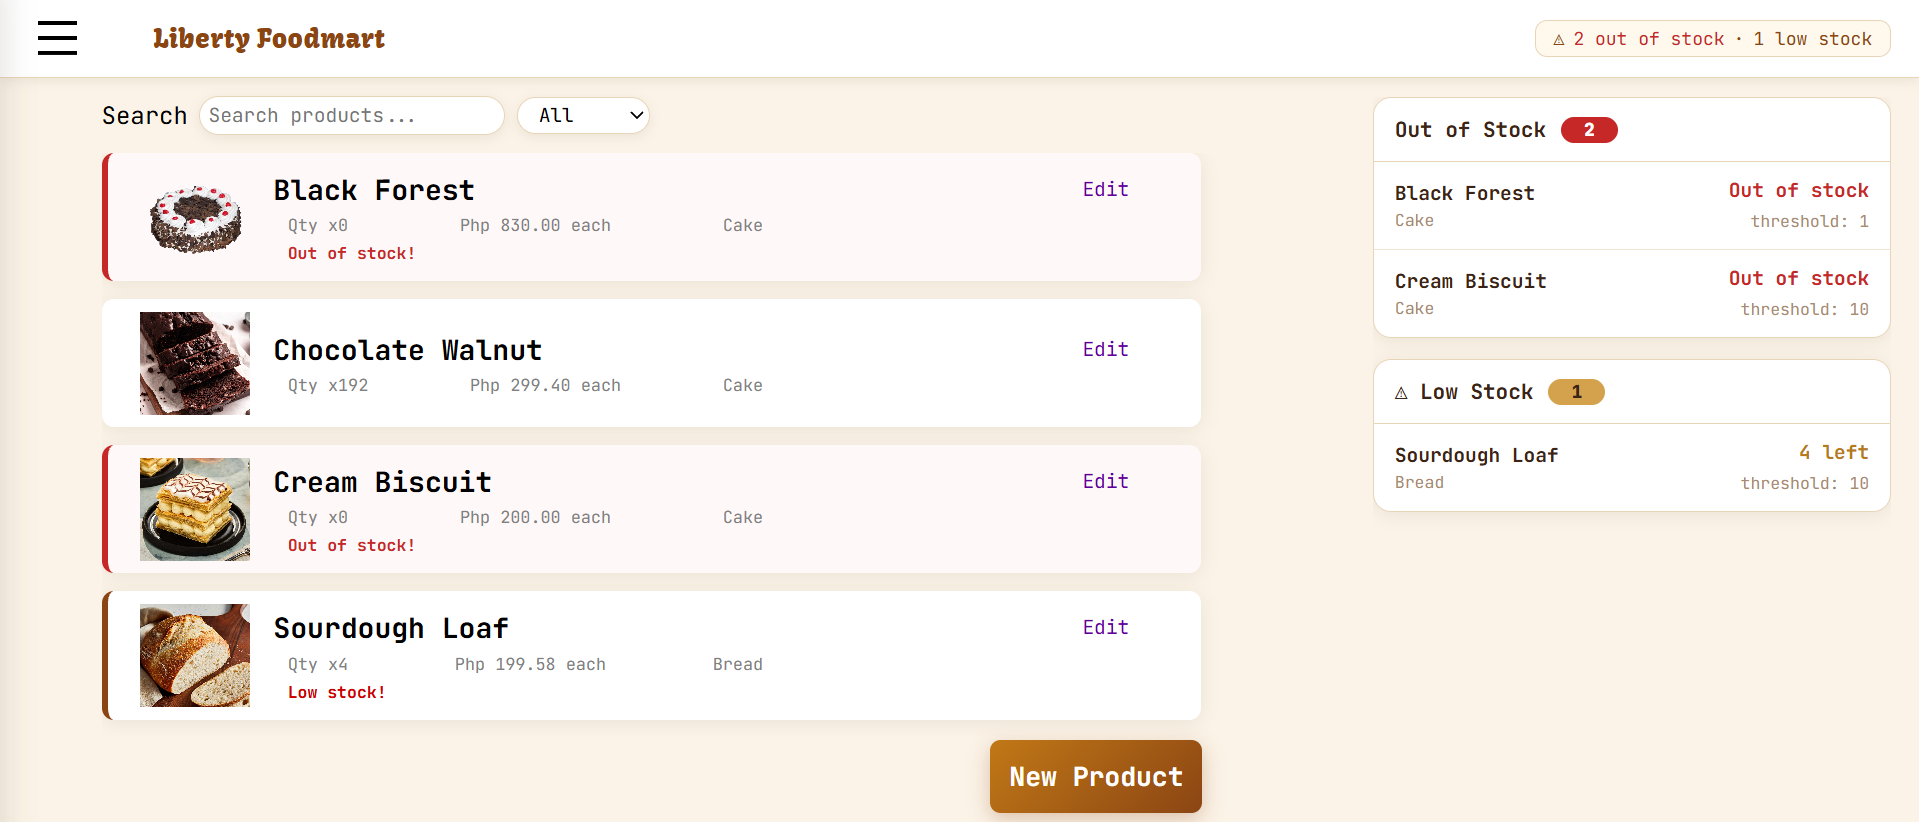 Liberty Foodmart
⚠ 2 out of stock · 1 low stock
Search Search products... All
Black Forest
Edit
Qty x0 Php 830.00 each Cake
Out of stock!
Chocolate Walnut
Edit
Qty x192 Php 299.40 each Cake
Cream Biscuit
Edit
Qty x0 Php 200.00 each Cake
Out of stock!
Sourdough Loaf
Edit
Qty x4 Php 199.58 each Bread
Low stock!
New Product
Out of Stock 2
Black Forest Out of stock
Cake threshold: 1
Cream Biscuit Out of stock
Cake threshold: 10
⚠ Low Stock 1
Sourdough Loaf 4 left
Bread threshold: 10